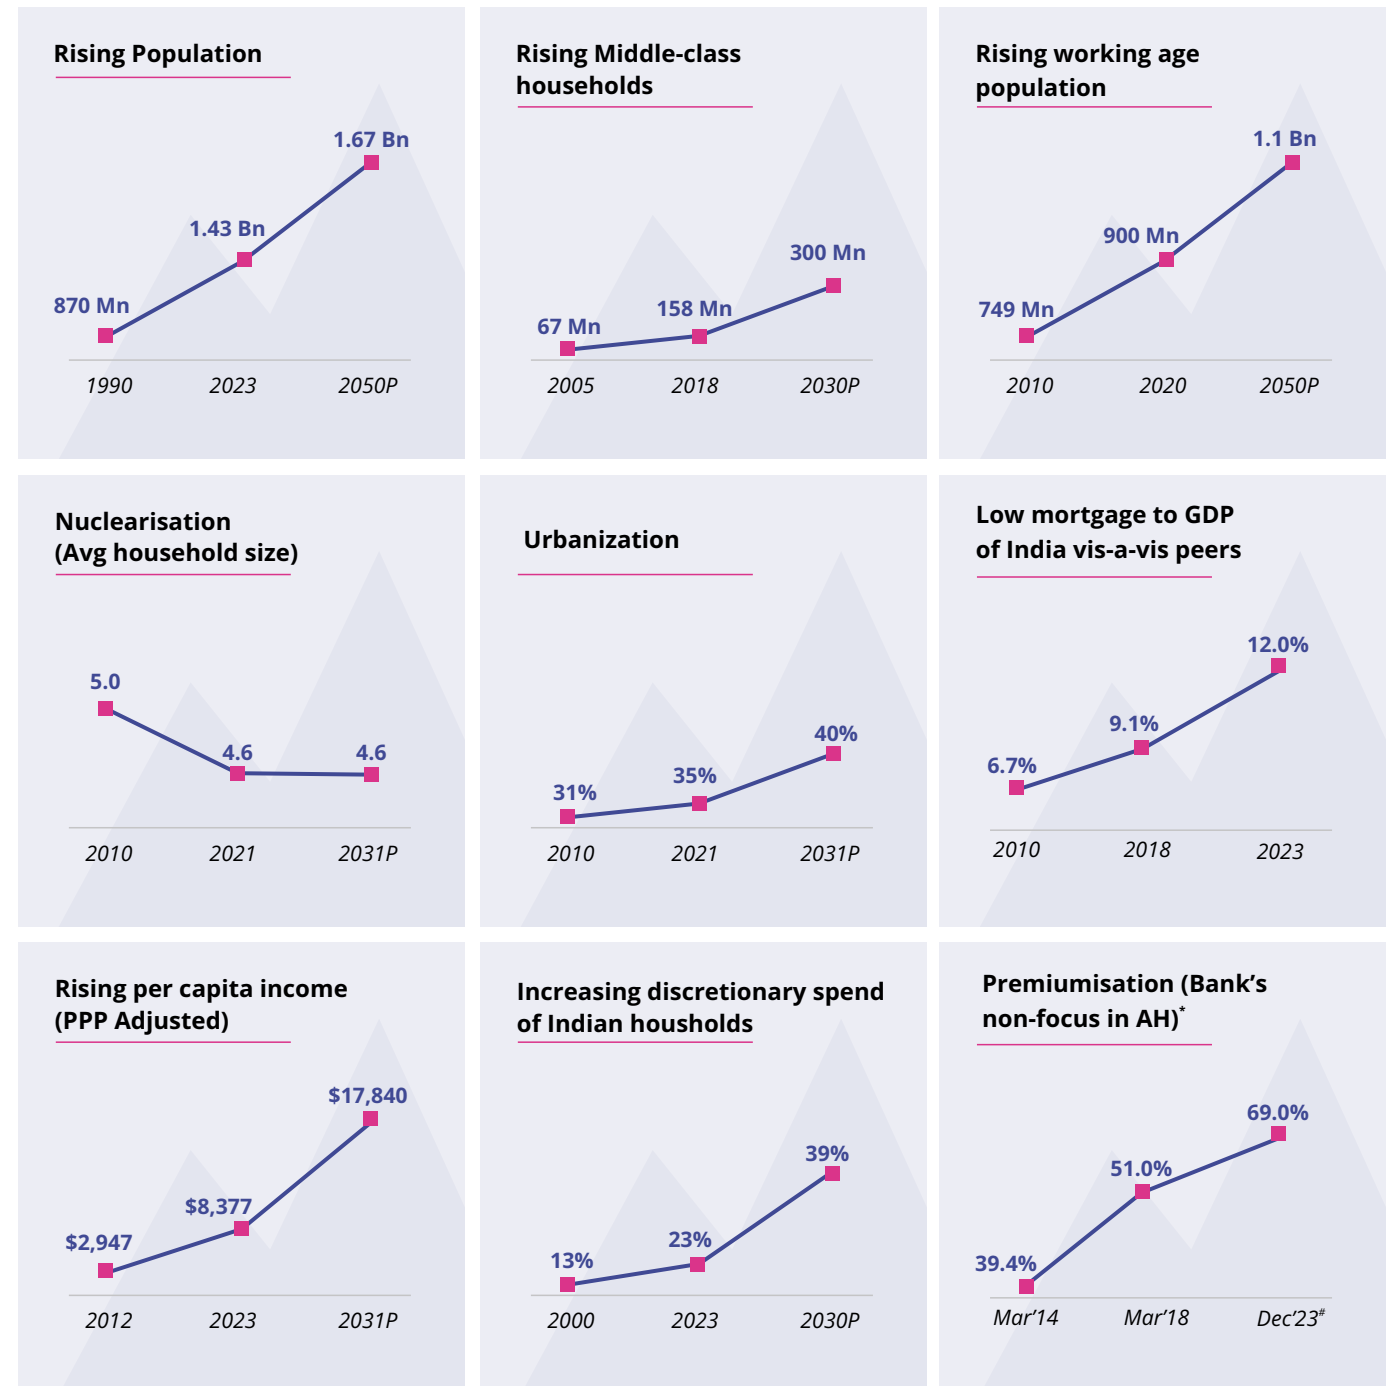 Rising Population
1.67 Bn
1.43 Bn
870 Mn
1990 2023 2050P
Rising Middle-class
households
300 Mn
158 Mn
67 Mn
2005 2018 2030P
Rising working age
population
1.1 Bn
900 Mn
749 Mn
2010 2020 2050P
Nuclearisation
(Avg household size)
5.0
4.6 4.6
2010 2021 2031P
Urbanization
40%
35%
31%
2010 2021 2031P
Low mortgage to GDP
of India vis-a-vis peers
12.0%
9.1%
6.7%
2010 2018 2023
Rising per capita income
(PPP Adjusted)
$17,840
$8,377
$2,947
2012 2023 2031P
Increasing discretionary spend
of Indian housholds
39%
23%
13%
2000 2023 2030P
Premiumisation (Bank’s
non-focus in AH)*
69.0%
51.0%
39.4%
Mar’14 Mar’18 Dec’23#